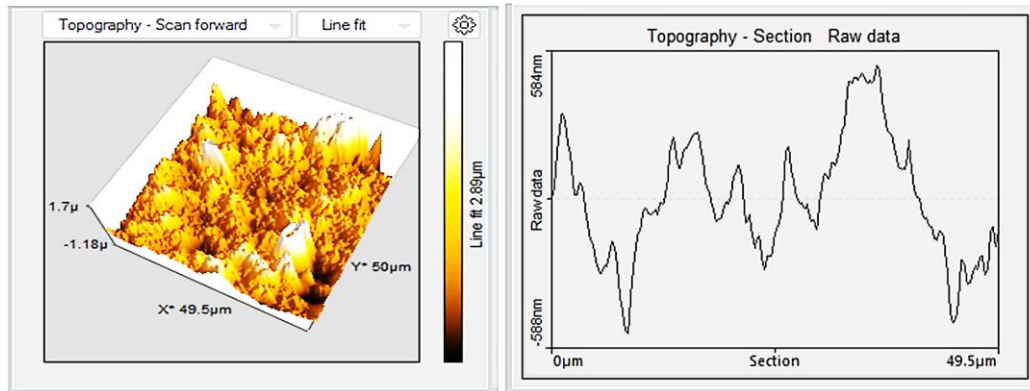 Topography - Scan forward
Line fit
1.7µ
-1.18µ
X* 49.5µm
Y* 50µm
Line fit 2.89µm
Topography - Section Raw data
584nm
Raw data
-588nm
0µm Section 49.5µm